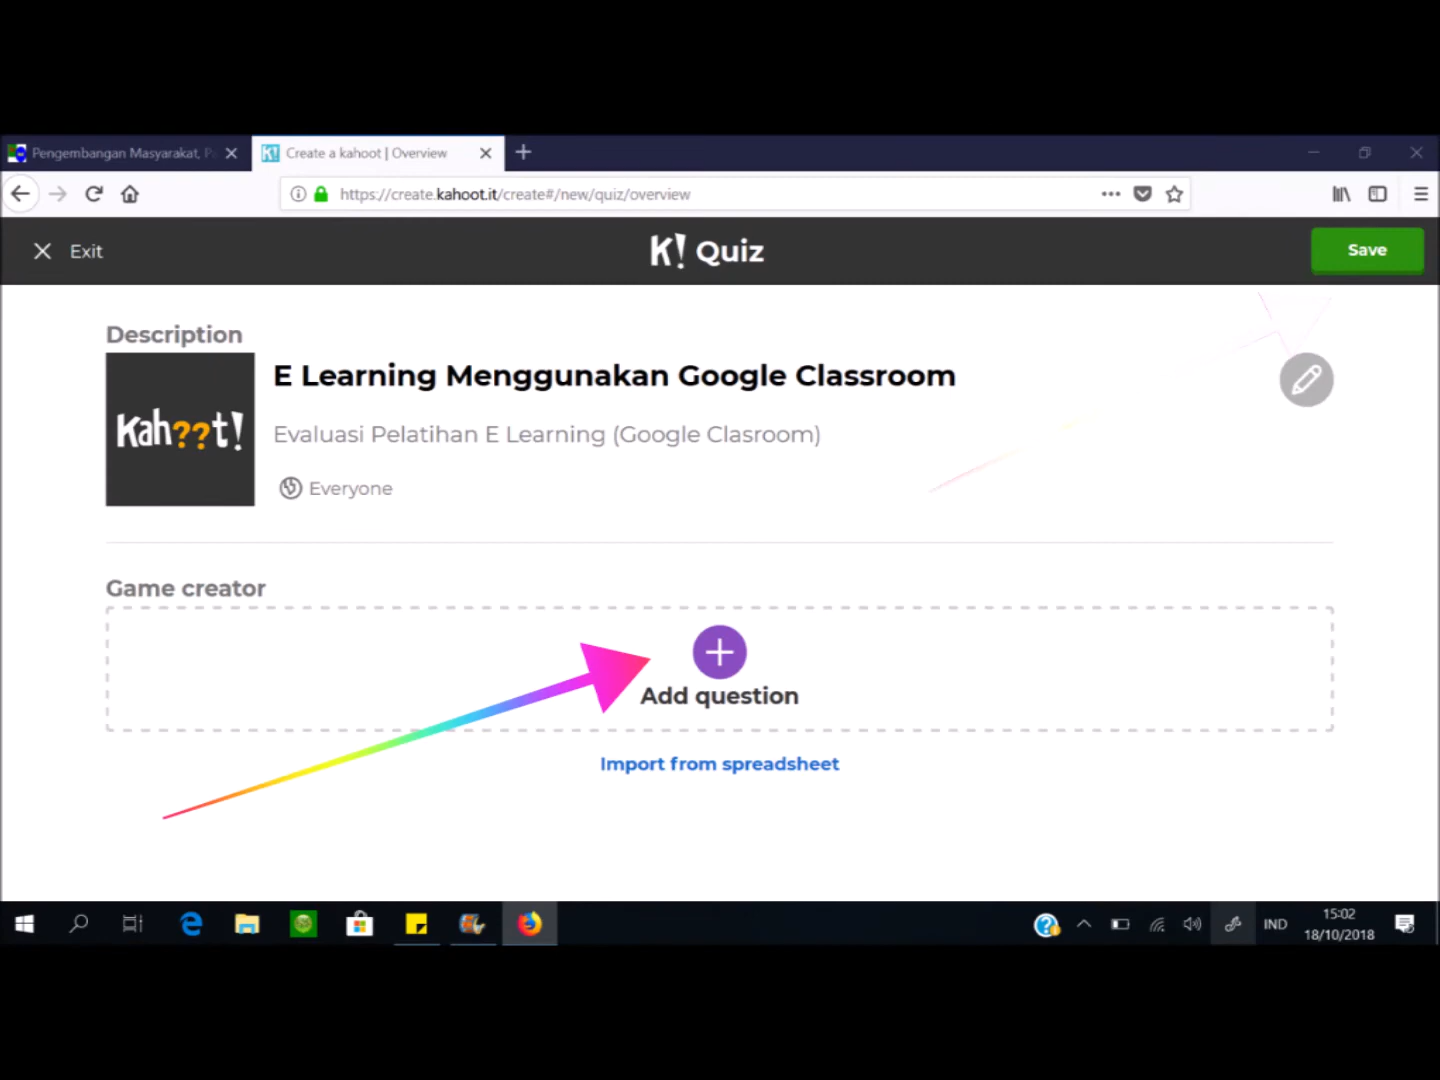 Pengembangan Masyarakat, P
Create a kahoot | Overview
https://create.kahoot.it/create#/new/quiz/overview
Exit
K! Quiz
Save
Description
Kah??t!
E Learning Menggunakan Google Classroom
Evaluasi Pelatihan E Learning (Google Clasroom)
Everyone
Game creator
Add question
Import from spreadsheet
IND
15:02
18/10/2018